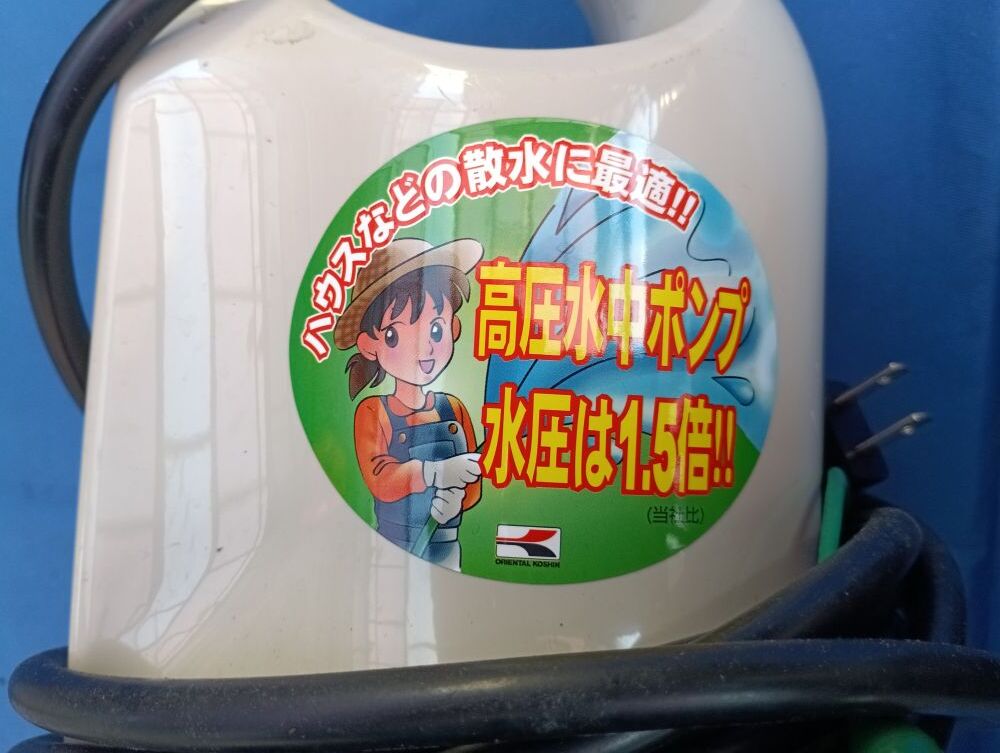 ハウスなどの散水に最適!!
高圧水中ポンプ
水圧は1.5倍!!
(当社比)
ORIENTAL KOSHIN